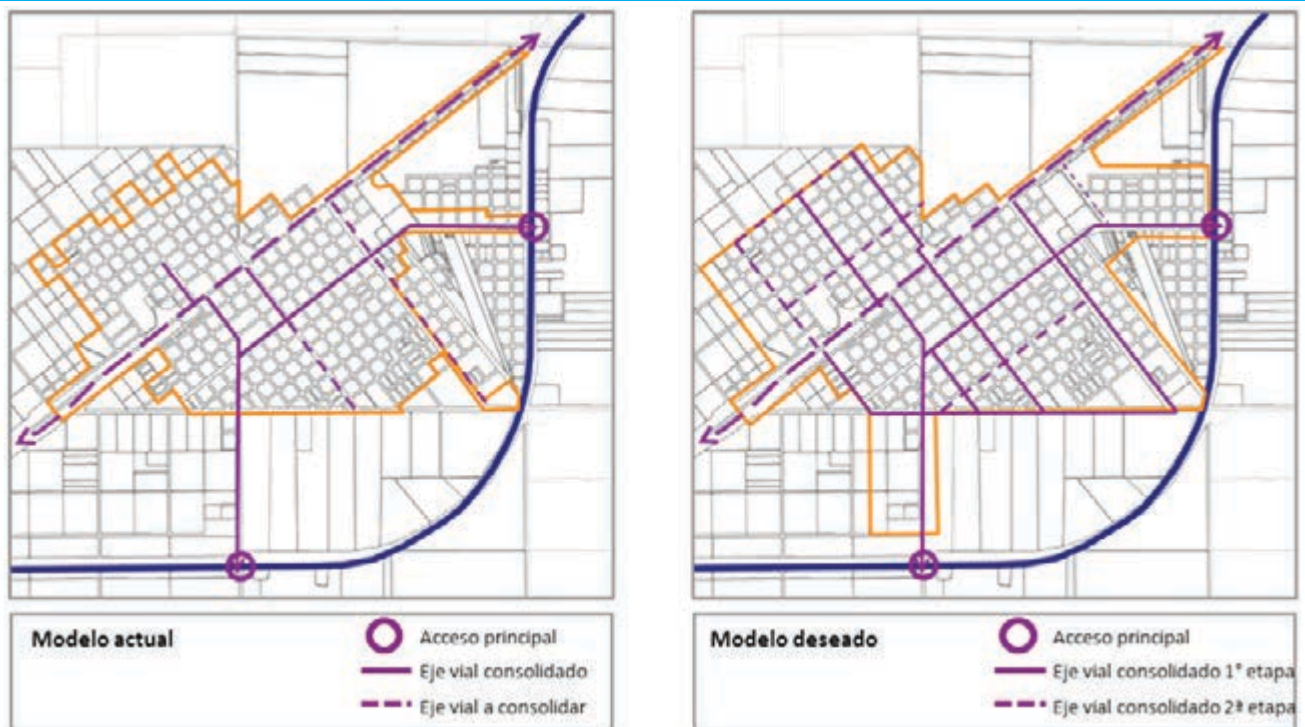 Modelo actual
Acceso principal
Eje vial consolidado
Eje vial a consolidar
Modelo deseado
Acceso principal
Eje vial consolidado 1° etapa
Eje vial consolidado 2ª etapa